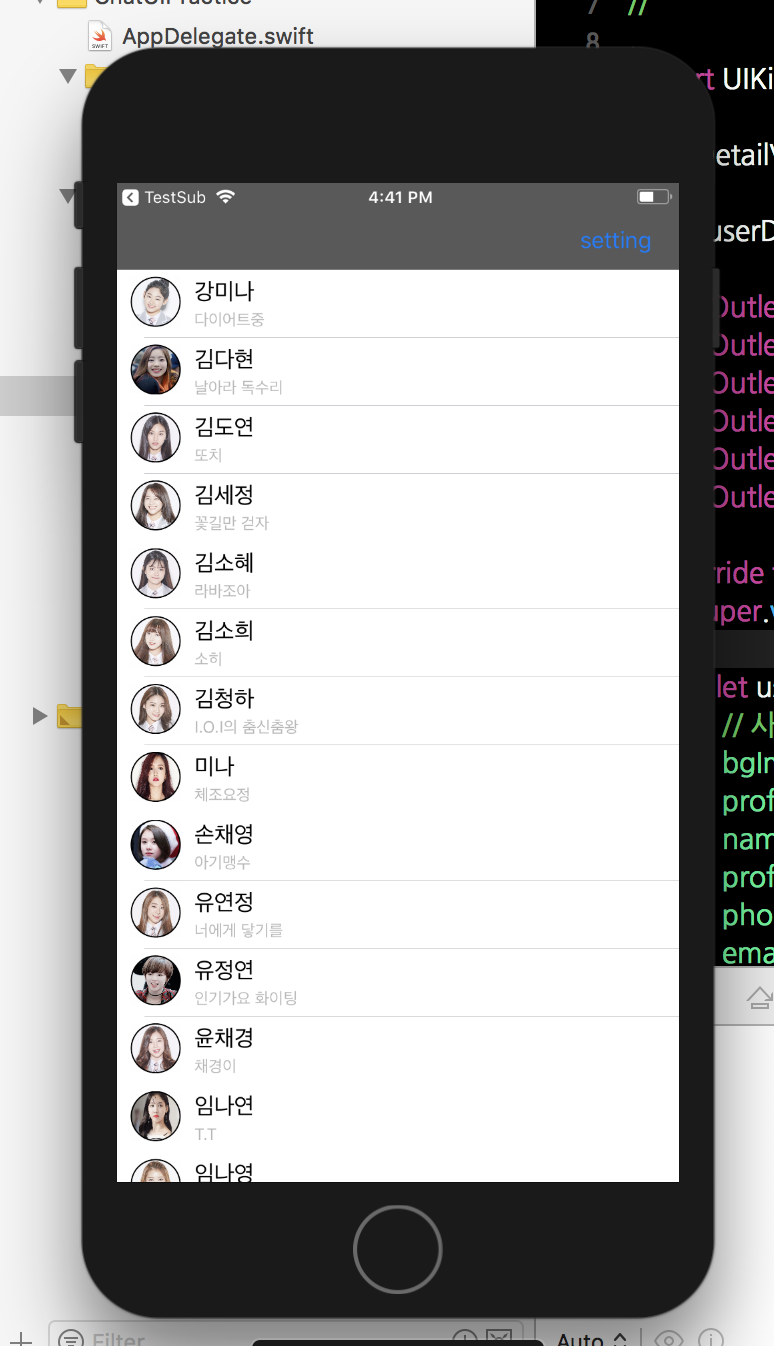 AppDelegate.swift
7 //
8
rt UIKi
etailV
userD
Outle
Outle
Outle
Outle
Outle
Outle
rride
uper.
let us
// 사
bgIm
prof
nam
prof
pho
ema
TestSub 4:41 PM
setting
강미나
다이어트중
김다현
날아라 독수리
김도연
또치
김세정
꽃길만 걷자
김소혜
라바조아
김소희
소히
김청하
I.O.I의 춤신춤왕
미나
체조요정
손채영
아기맹수
유연정
너에게 닿기를
유정연
인기가요 화이팅
윤채경
채경이
임나연
T.T
임나영
Filter
Auto